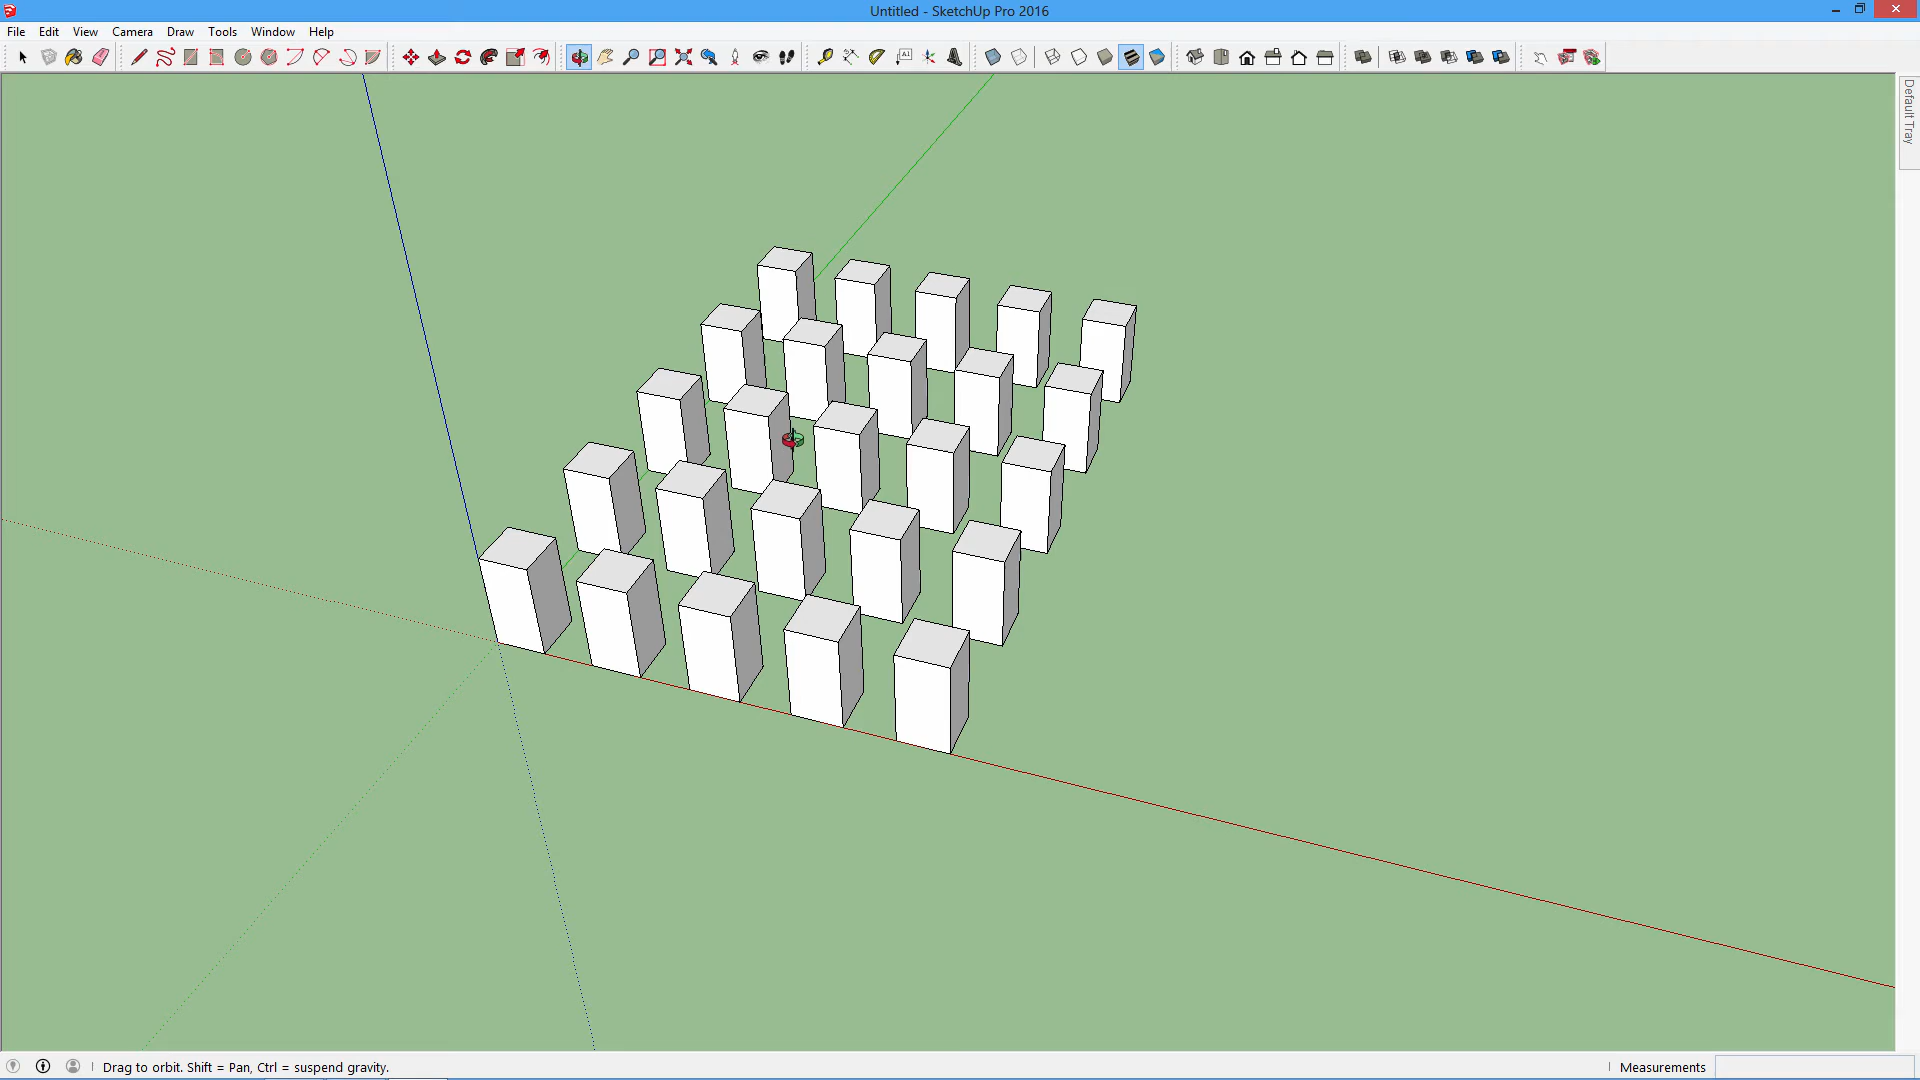 Untitled - SketchUp Pro 2016
File Edit View Camera Draw Tools Window Help
A1
Default Tray
Drag to orbit. Shift = Pan, Ctrl = suspend gravity.
Measurements